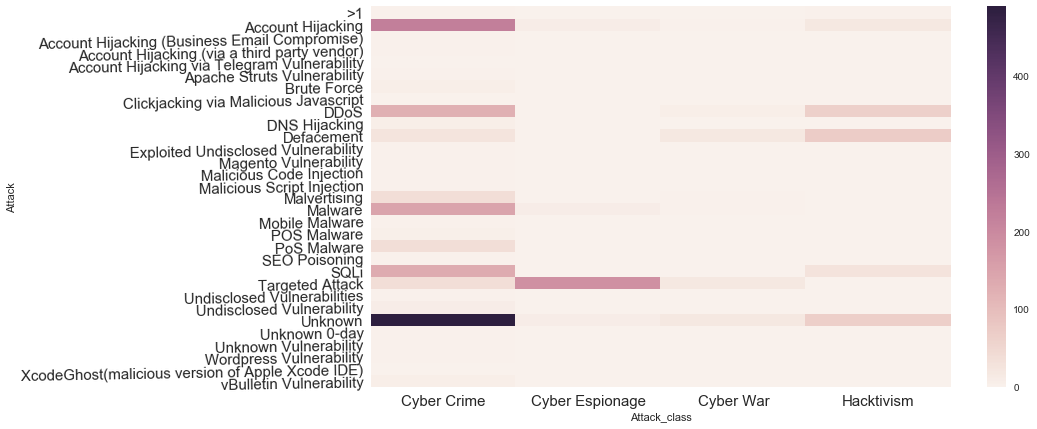 >1
Account Hijacking
Account Hijacking (Business Email Compromise)
Account Hijacking (via a third party vendor)
Account Hijacking via Telegram Vulnerability
Apache Struts Vulnerability
Brute Force
Clickjacking via Malicious Javascript
DDoS
DNS Hijacking
Defacement
Exploited Undisclosed Vulnerability
Magento Vulnerability
Malicious Code Injection
Malicious Script Injection
Malvertising
Malware
Mobile Malware
POS Malware
PoS Malware
SEO Poisoning
SQLi
Targeted Attack
Undisclosed Vulnerabilities
Undisclosed Vulnerability
Unknown
Unknown 0-day
Unknown Vulnerability
Wordpress Vulnerability
XcodeGhost(malicious version of Apple Xcode IDE)
vBulletin Vulnerability
Attack
Cyber Crime Cyber Espionage Cyber War Hacktivism
Attack_class
400
300
200
100
0